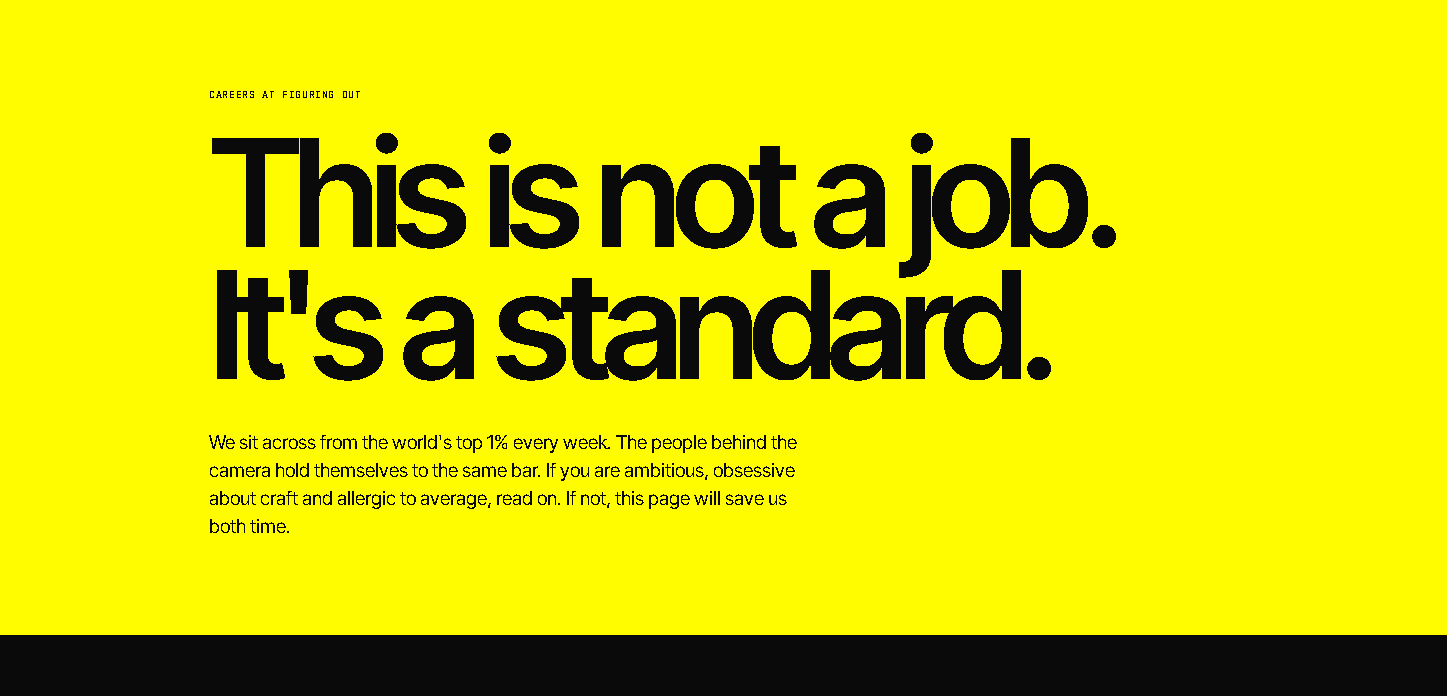 CAREERS AT FIGURING OUT
This is not a job.
It's a standard.
We sit across from the world's top 1% every week. The people behind the
camera hold themselves to the same bar. If you are ambitious, obsessive
about craft and allergic to average, read on. If not, this page will save us
both time.